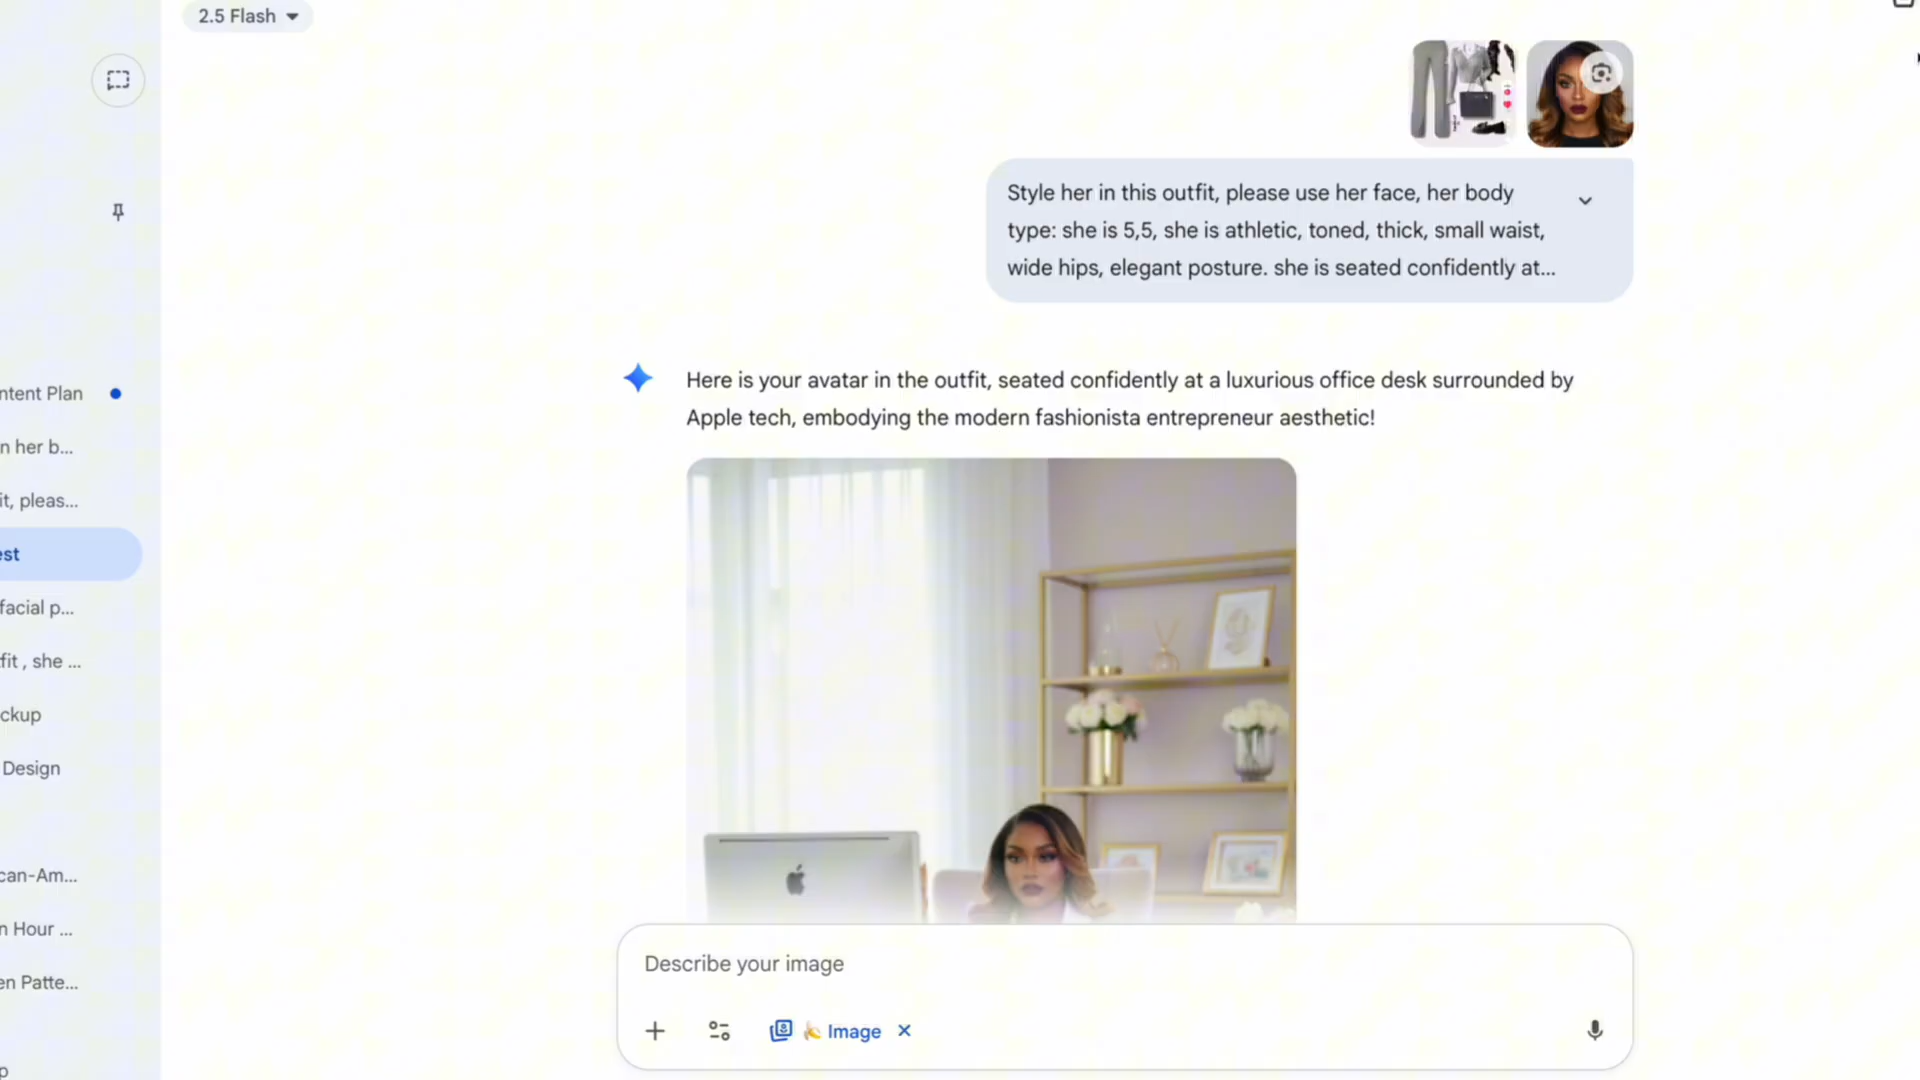 2.5 Flash
Style her in this outfit, please use her face, her body
type: she is 5,5, she is athletic, toned, thick, small waist,
wide hips, elegant posture. she is seated confidently at...
Here is your avatar in the outfit, seated confidently at a luxurious office desk surrounded by
Apple tech, embodying the modern fashionista entrepreneur aesthetic!
ntent Plan
n her b...
it, pleas...
est
facial p...
fit , she ...
ckup
Design
can-Am...
n Hour ...
en Patte...
p
Describe your image
Image